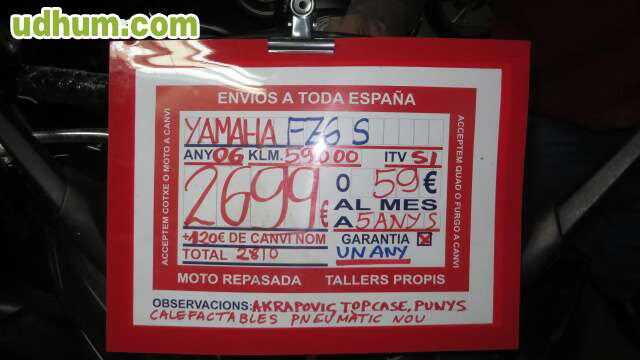 udhum.com
ENVIOS A TODA ESPAÑA
ACCEPTEM COTXE O MOTO A CANVI
ACCEPTEM QUAD O FURGO A CANVI
YAMAHA FZ6 S
ANY 06 KLM. 59000 ITV SI
2699€ O 59€
AL MES
A 5 ANYS
+120€ DE CANVI NOM GARANTIA
TOTAL 2810 UN ANY
MOTO REPASADA TALLERS PROPIS
OBSERVACIONS: AKRAPOVIG TOPCASE, PUNYS
CALEFACTABLES PNEUMATIC NOU